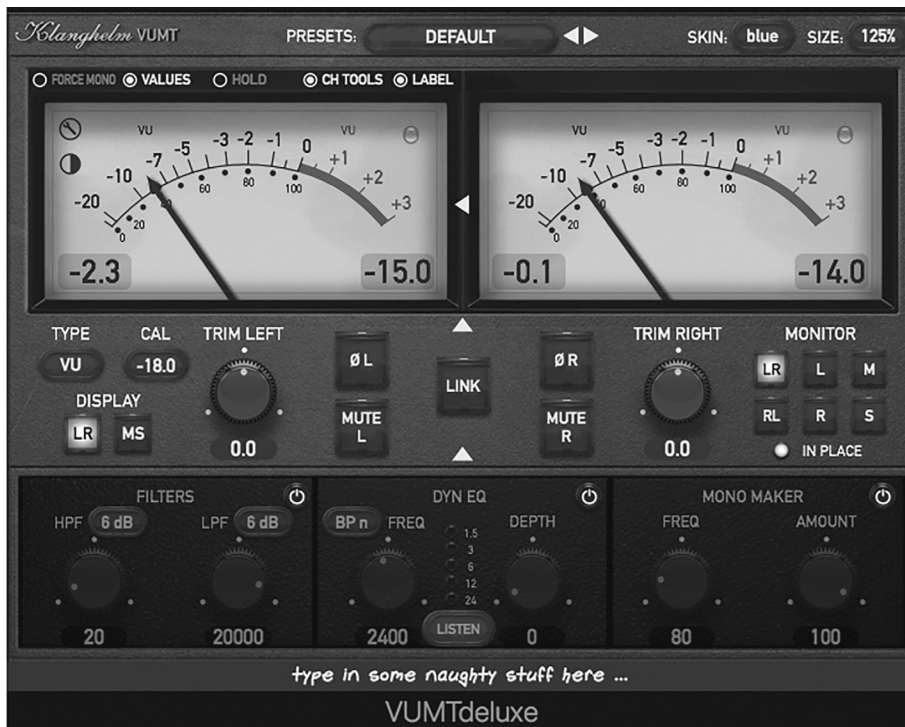 Klanghelm VUMT PRESETS: DEFAULT SKIN: blue SIZE: 125%
FORCE MONO VALUES HOLD CH TOOLS LABEL
VU VU
-20 -10 -7 -5 -3 -2 -1 0 +1 +2 +3
0 20 40 60 80 100
-2.3 -15.0
VU VU
-20 -10 -7 -5 -3 -2 -1 0 +1 +2 +3
0 20 40 60 80 100
-0.1 -14.0
TYPE CAL TRIM LEFT TRIM RIGHT MONITOR
VU -18.0 Ø L LINK Ø R LR L M
DISPLAY
LR MS MUTE L MUTE R RL R S
0.0 0.0 IN PLACE
FILTERS DYN EQ MONO MAKER
HPF 6 dB LPF 6 dB BP n FREQ DEPTH FREQ AMOUNT
1.5
3
6
12
24
20 20000 2400 LISTEN 0 80 100
type in some naughty stuff here ...
VUMTdeluxe